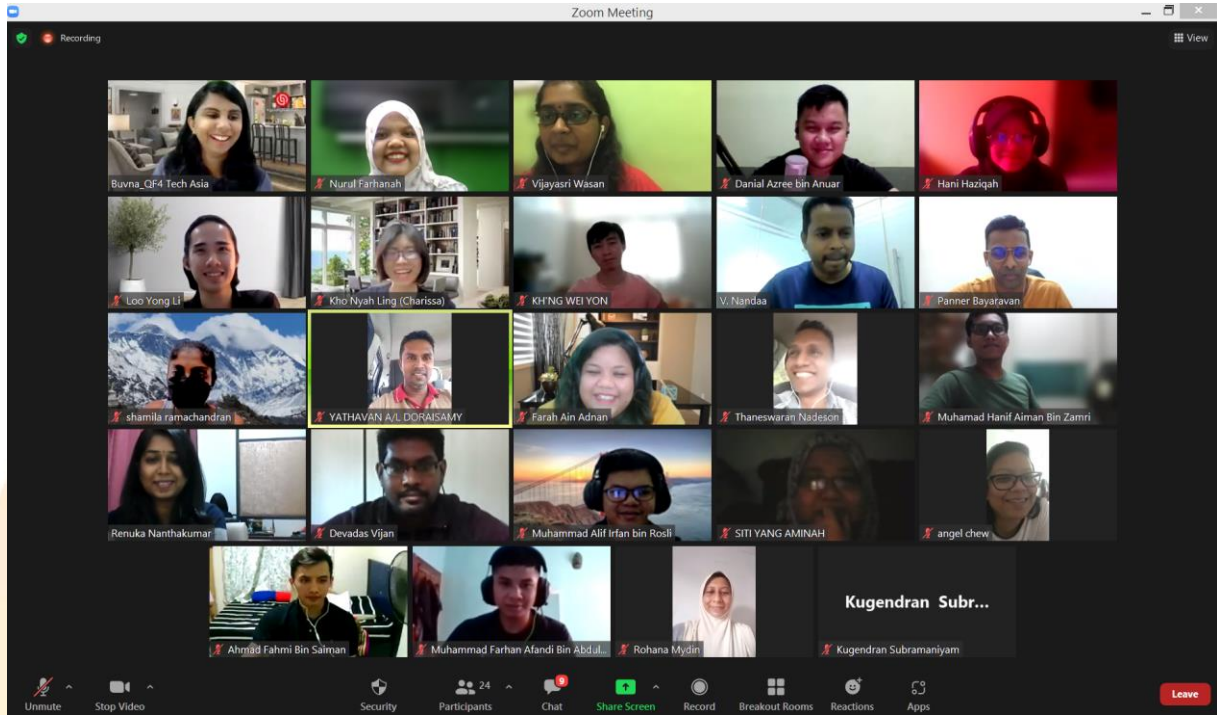 Zoom Meeting
Recording
View
Buvna_QF4 Tech Asia
Nurul Farhanah
Vijayasri Wasan
Danial Azree bin Anuar
Hani Haziqah
Loo Yong Li
Kho Nyah Ling (Charissa)
KH'NG WEI YON
V. Nandaa
Panner Bayaravan
shamila ramachandran
YATHAVAN A/L DORAISAMY
Farah Ain Adnan
Thaneswaran Nadeson
Muhamad Hanif Aiman Bin Zamri
Renuka Nanthakumar
Devadas Vijan
Muhammad Alif Irfan bin Rosli
SITI YANG AMINAH
angel chew
Kugendran Subr...
Ahmad Fahmi Bin Saiman
Muhammad Farhan Afandi Bin Abdul...
Rohana Mydin
Kugendran Subramaniyam
24
9
Unmute
Stop Video
Security
Participants
Chat
Share Screen
Record
Breakout Rooms
Reactions
Apps
Leave